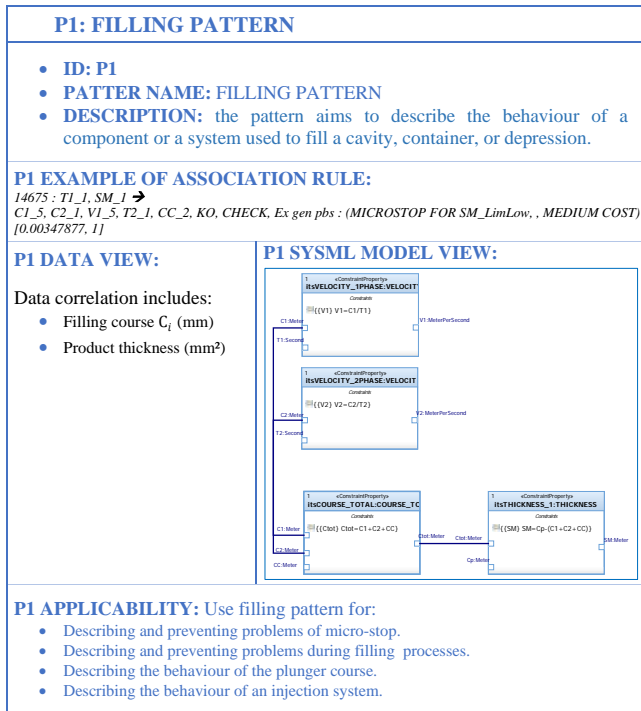 P1: FILLING PATTERN
• ID: P1
• PATTER NAME: FILLING PATTERN
• DESCRIPTION: the pattern aims to describe the behaviour of a
component or a system used to fill a cavity, container, or depression.
P1 EXAMPLE OF ASSOCIATION RULE:
14675 : T1_1, SM_1 ➔
C1_5, C2_1, V1_5, T2_1, CC_2, KO, CHECK, Ex gen pbs : (MICROSTOP FOR SM_LimLow, , MEDIUM COST)
[0.00347877, 1]
P1 DATA VIEW:
Data correlation includes:
• Filling course Cᵢ (mm)
• Product thickness (mm²)
P1 SYSML MODEL VIEW:
1 «ConstraintProperty»
itsVELOCITY_1PHASE:VELOCIT
Constraints
{{V1} V1=C1/T1}
C1:Meter
T1:Second
V1:MeterPerSecond
1 «ConstraintProperty»
itsVELOCITY_2PHASE:VELOCIT
Constraints
{{V2} V2=C2/T2}
C2:Meter
T2:Second
V2:MeterPerSecond
1 «ConstraintProperty»
itsCOURSE_TOTAL:COURSE_TC
Constraints
{{Ctot} Ctot=C1+C2+CC}
C1:Meter
C2:Meter
CC:Meter
Ctot:Meter
1 «ConstraintProperty»
itsTHICKNESS_1:THICKNESS
Constraints
{{SM} SM=Cp-(C1+C2+CC)}
Ctot:Meter
Cp:Meter
SM:Meter
P1 APPLICABILITY: Use filling pattern for:
• Describing and preventing problems of micro-stop.
• Describing and preventing problems during filling processes.
• Describing the behaviour of the plunger course.
• Describing the behaviour of an injection system.